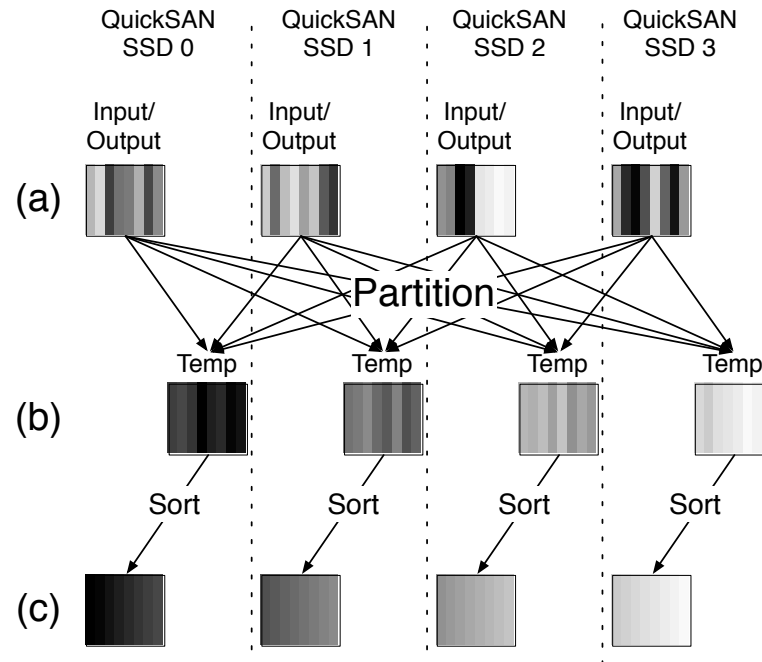 QuickSAN QuickSAN QuickSAN QuickSAN
SSD 0 SSD 1 SSD 2 SSD 3
Input/ Input/ Input/ Input/
Output Output Output Output
(a)
Partition
Temp Temp Temp Temp
(b)
Sort Sort Sort Sort
(c)